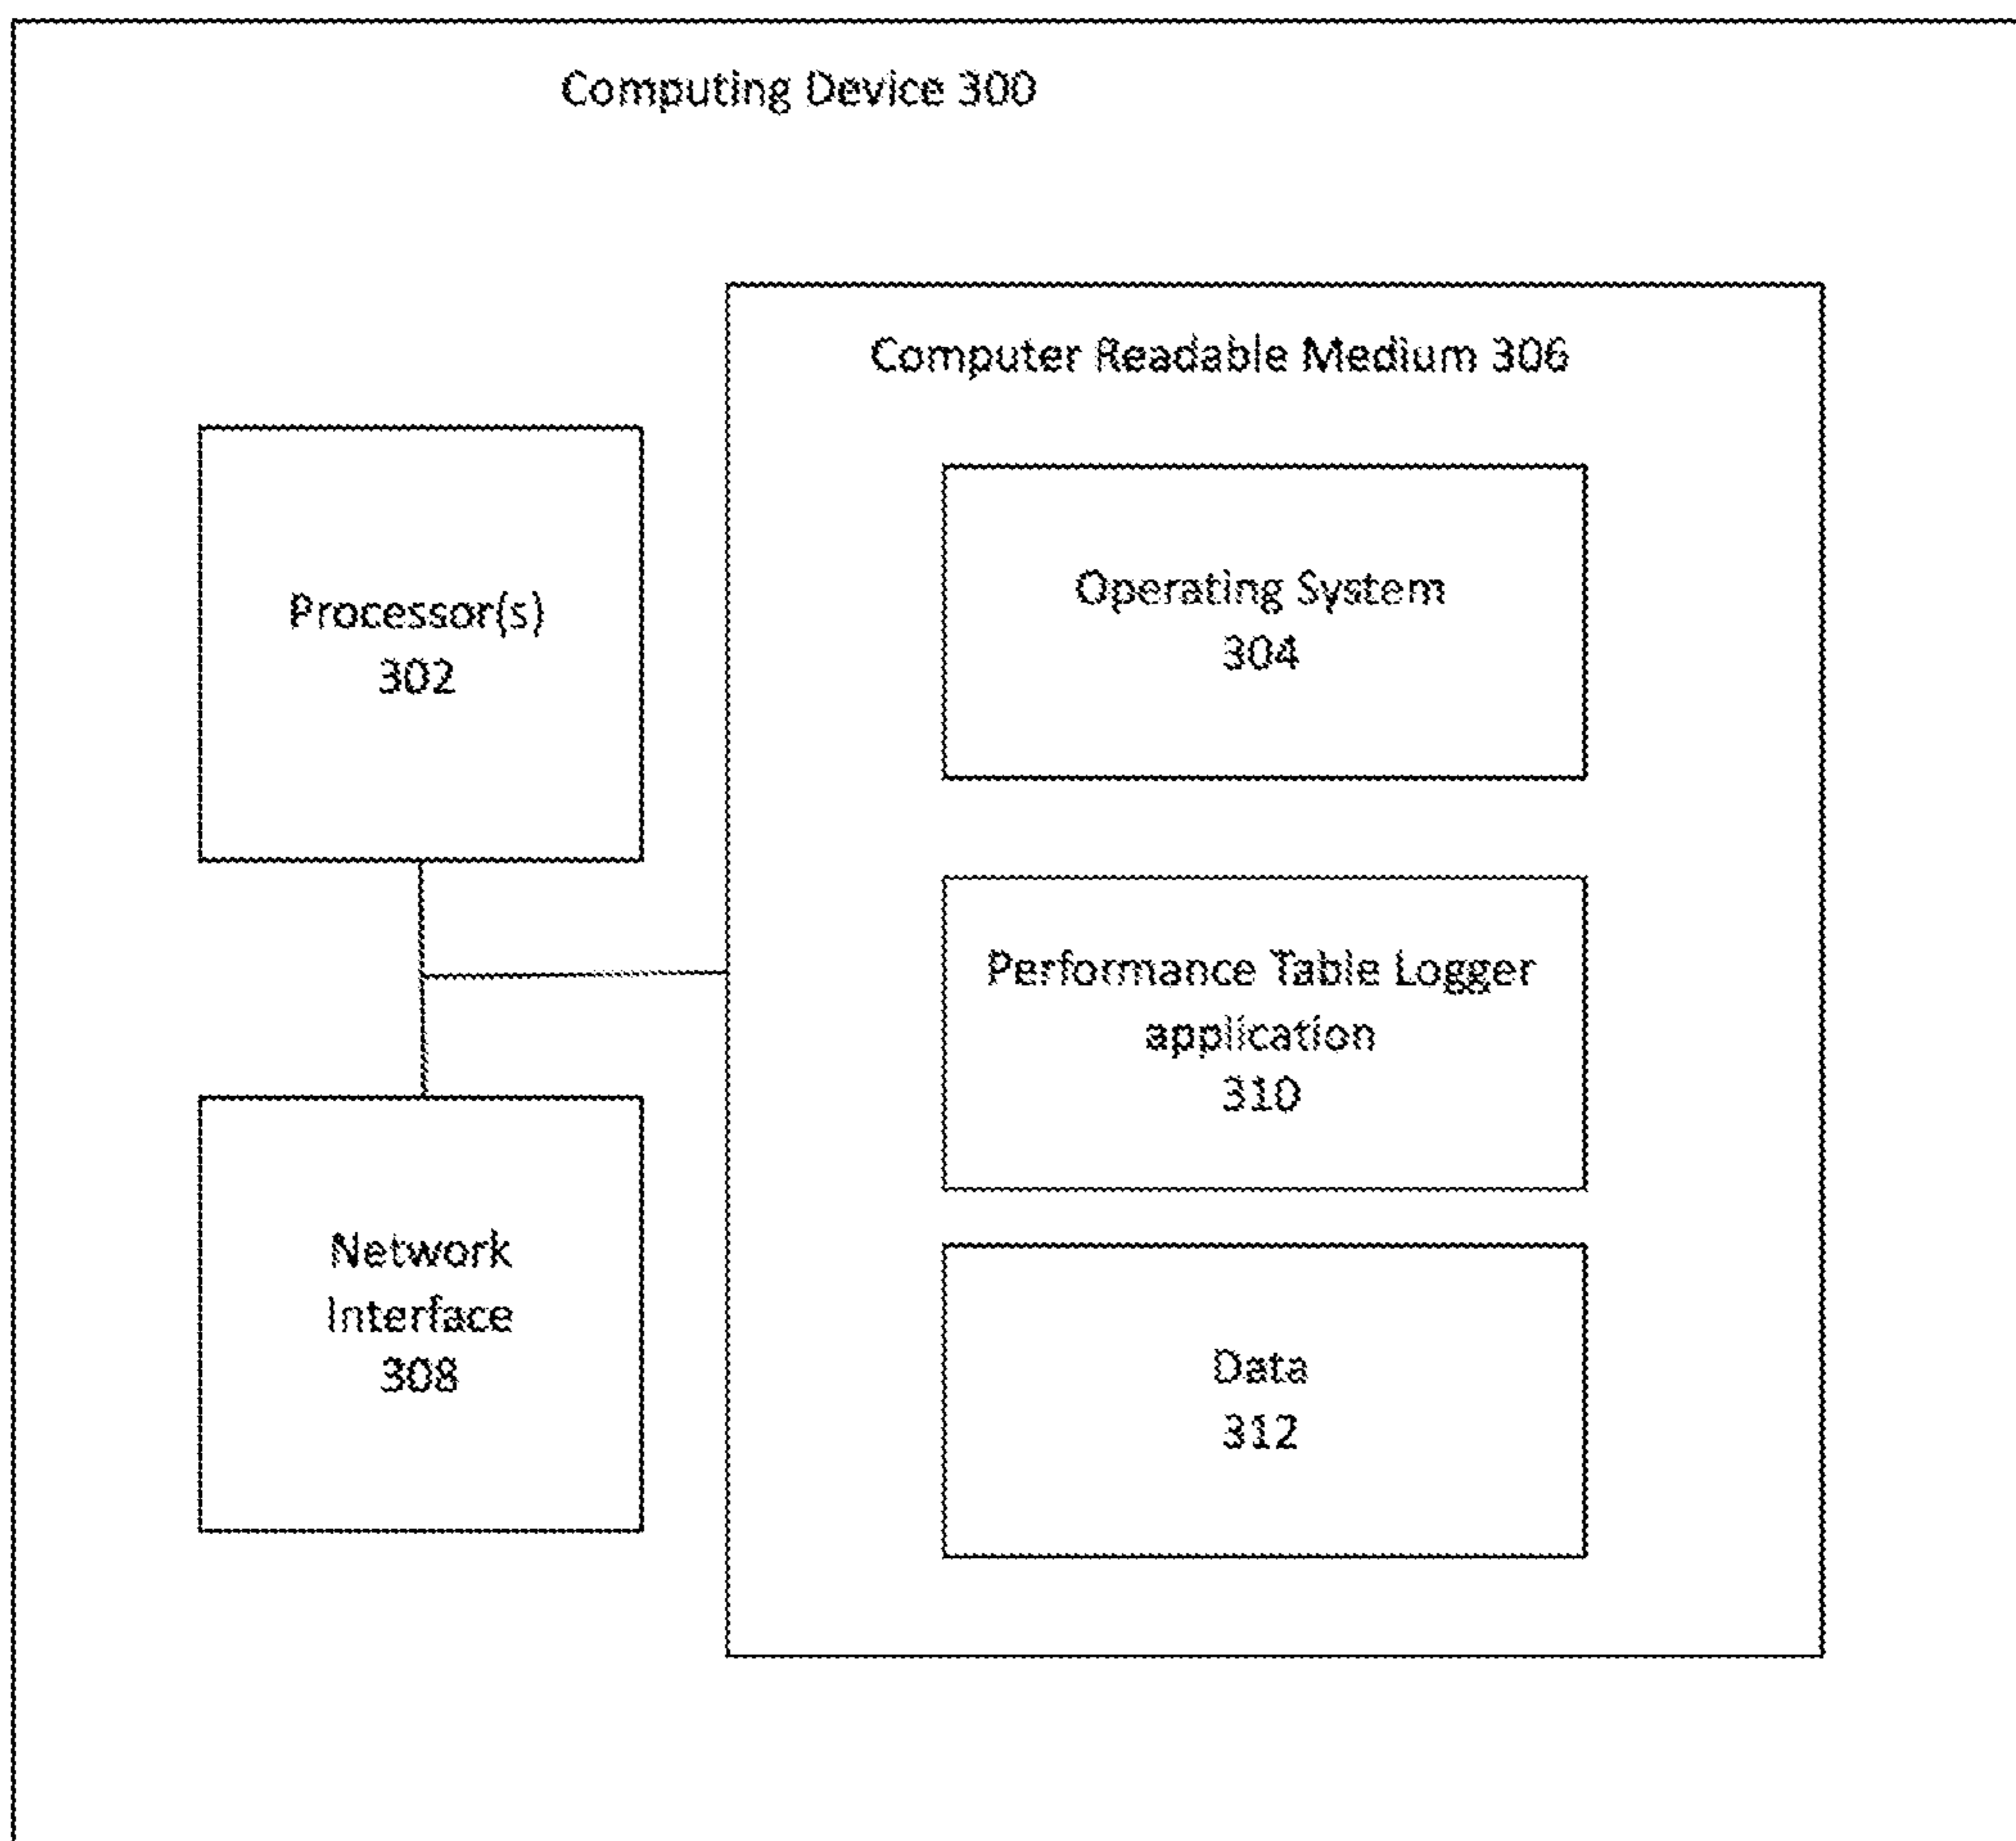 Computing Device 300
Computer Readable Medium 306
Processor(s)
302
Operating System
304
Performance Table Logger
application
310
Network
Interface
308
Data
312